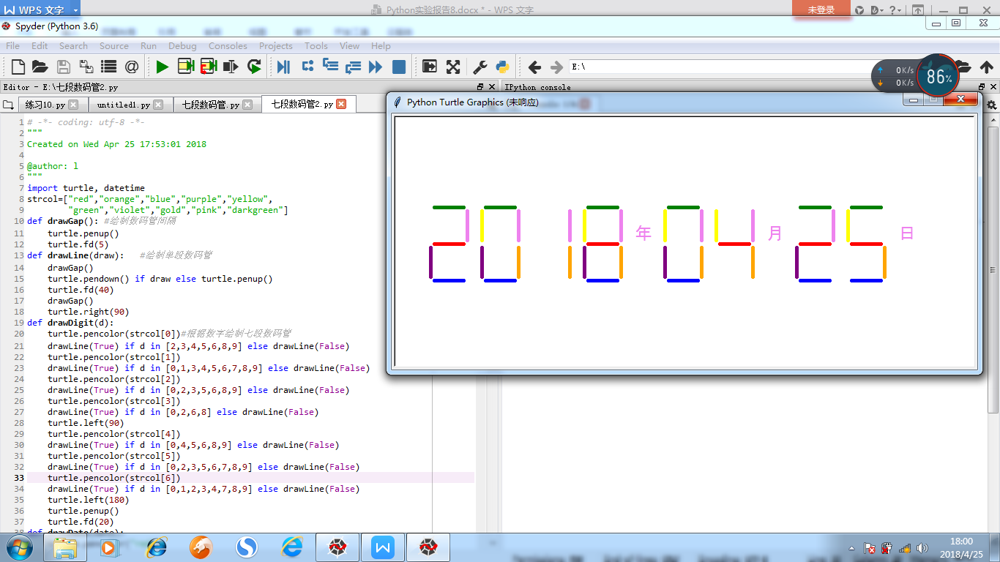 WPS 文字
Python实验报告8.docx * - WPS 文字
未登录
Spyder (Python 3.6)
File Edit Search Source Run Debug Consoles Projects Tools View Help
E:\
0K/s
0K/s
86%
Editor - E:\七段数码管2.py
IPython console
练习10.py
untitled1.py
七段数码管.py
七段数码管2.py
Python Turtle Graphics (未响应)
1 # -*- coding: utf-8 -*-
2 """
3 Created on Wed Apr 25 17:53:01 2018
4
5 @author: l
6 """
7 import turtle, datetime
8 strcol=["red","orange","blue","purple","yellow",
9 "green","violet","gold","pink","darkgreen"]
10 def drawGap(): #绘制数码管间隔
11 turtle.penup()
12 turtle.fd(5)
13 def drawLine(draw): #绘制单段数码管
14 drawGap()
15 turtle.pendown() if draw else turtle.penup()
16 turtle.fd(40)
17 drawGap()
18 turtle.right(90)
19 def drawDigit(d):
20 turtle.pencolor(strcol[0])#根据数字绘制七段数码管
21 drawLine(True) if d in [2,3,4,5,6,8,9] else drawLine(False)
22 turtle.pencolor(strcol[1])
23 drawLine(True) if d in [0,1,3,4,5,6,7,8,9] else drawLine(False)
24 turtle.pencolor(strcol[2])
25 drawLine(True) if d in [0,2,3,5,6,8,9] else drawLine(False)
26 turtle.pencolor(strcol[3])
27 drawLine(True) if d in [0,2,6,8] else drawLine(False)
28 turtle.left(90)
29 turtle.pencolor(strcol[4])
30 drawLine(True) if d in [0,4,5,6,8,9] else drawLine(False)
31 turtle.pencolor(strcol[5])
32 drawLine(True) if d in [0,2,3,5,6,7,8,9] else drawLine(False)
33 turtle.pencolor(strcol[6])
34 drawLine(True) if d in [0,1,2,3,4,7,8,9] else drawLine(False)
35 turtle.left(180)
36 turtle.penup()
37 turtle.fd(20)
38 def drawDate(date):
2018年04月25日
18:00
2018/4/25